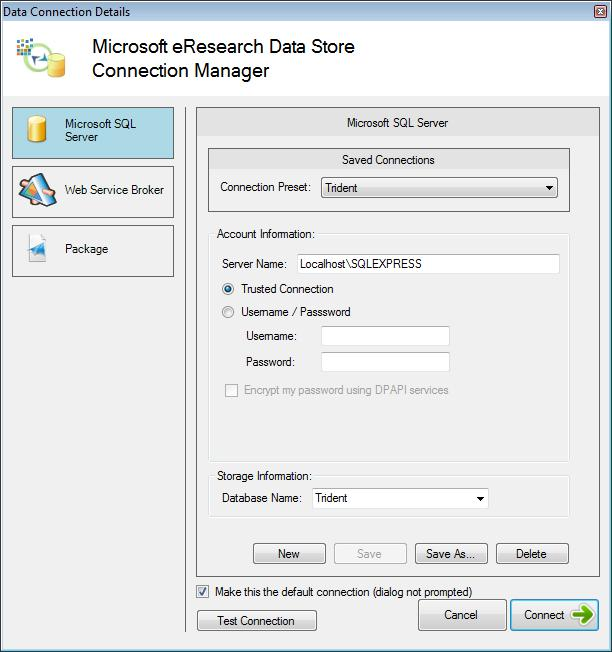 Data Connection Details
Microsoft eResearch Data Store
Connection Manager
Microsoft SQL
Server
Web Service Broker
Package
Microsoft SQL Server
Saved Connections
Connection Preset: Trident
Account Information:
Server Name: Localhost\SQLEXPRESS
Trusted Connection
Username / Passsword
Username:
Password:
Encrypt my password using DPAPI services
Storage Information:
Database Name: Trident
New Save Save As... Delete
Make this the default connection (dialog not prompted)
Test Connection Cancel Connect